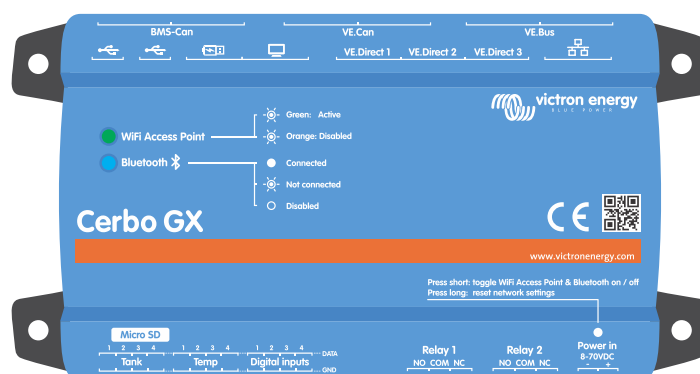 BMS-Can VE.Can VE.Bus
VE.Direct 1 VE.Direct 2 VE.Direct 3
victron energy
BLUE POWER
Green: Active
WiFi Access Point
Orange: Disabled
Bluetooth
Connected
Not connected
Disabled
Cerbo GX
CE
www.victronenergy.com
Press short: toggle WiFi Access Point & Bluetooth on / off
Press long: reset network settings
Micro SD
1 2 3 4 1 2 3 4 1 2 3 4 DATA
Tank Temp Digital inputs
GND
Relay 1 Relay 2
NO COM NC NO COM NC
Power in
8-70VDC
- +